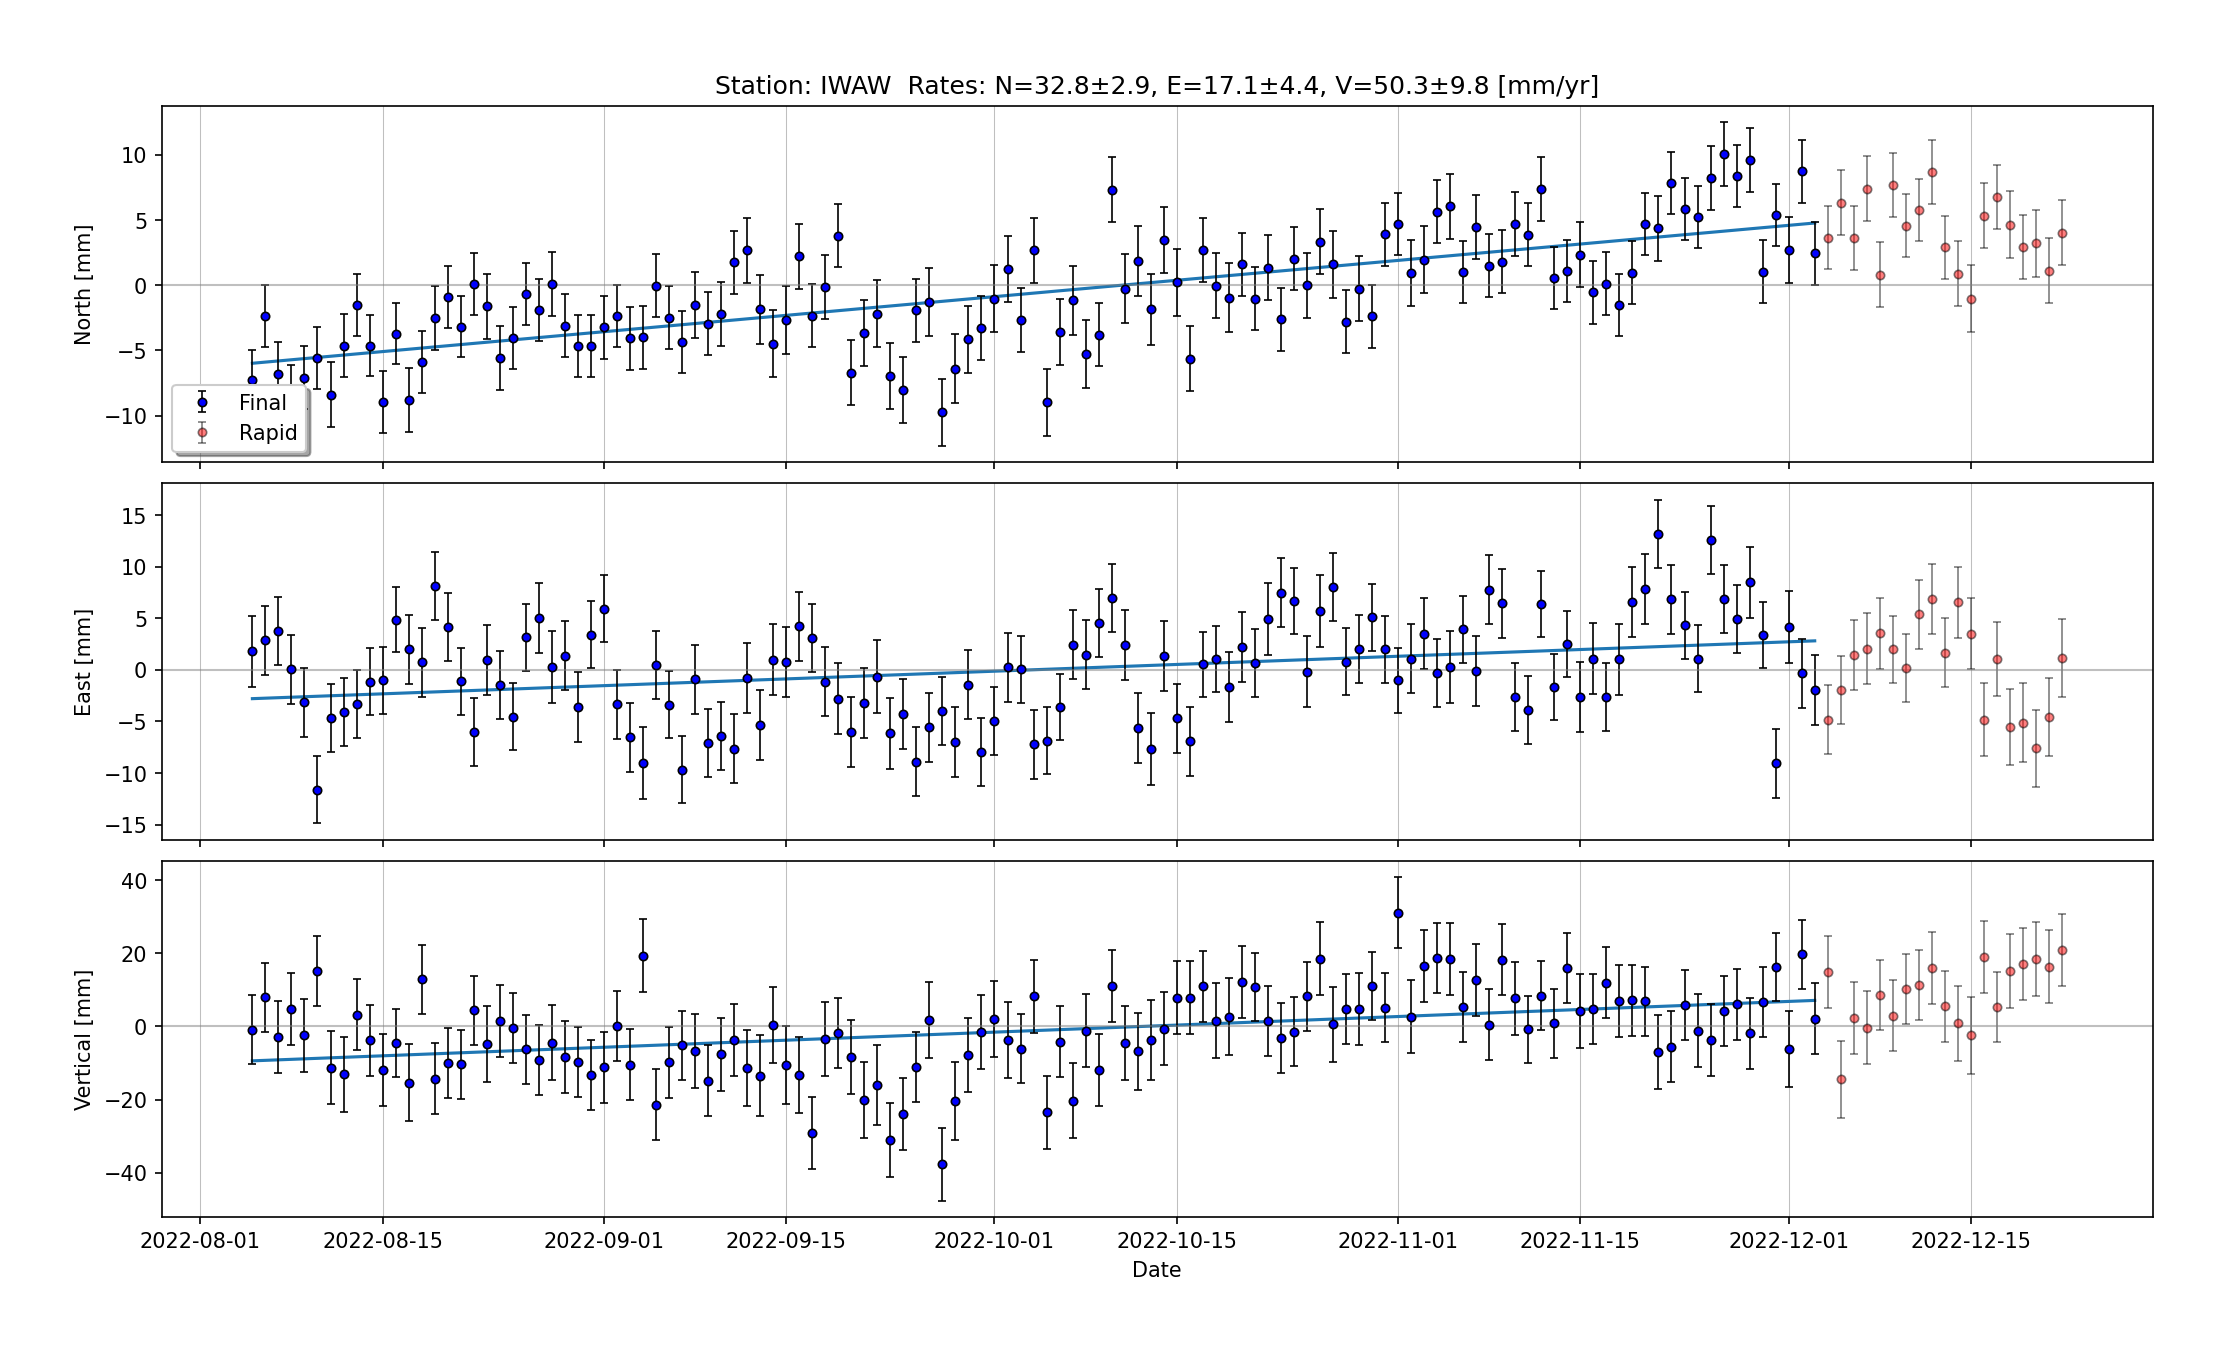 Station: IWAW  Rates: N=32.8±2.9, E=17.1±4.4, V=50.3±9.8 [mm/yr]
North [mm]
10
5
0
−5
−10
Final
Rapid
East [mm]
15
10
5
0
−5
−10
−15
Vertical [mm]
40
20
0
−20
−40
2022-08-01 2022-08-15 2022-09-01 2022-09-15 2022-10-01 2022-10-15 2022-11-01 2022-11-15 2022-12-01 2022-12-15
Date